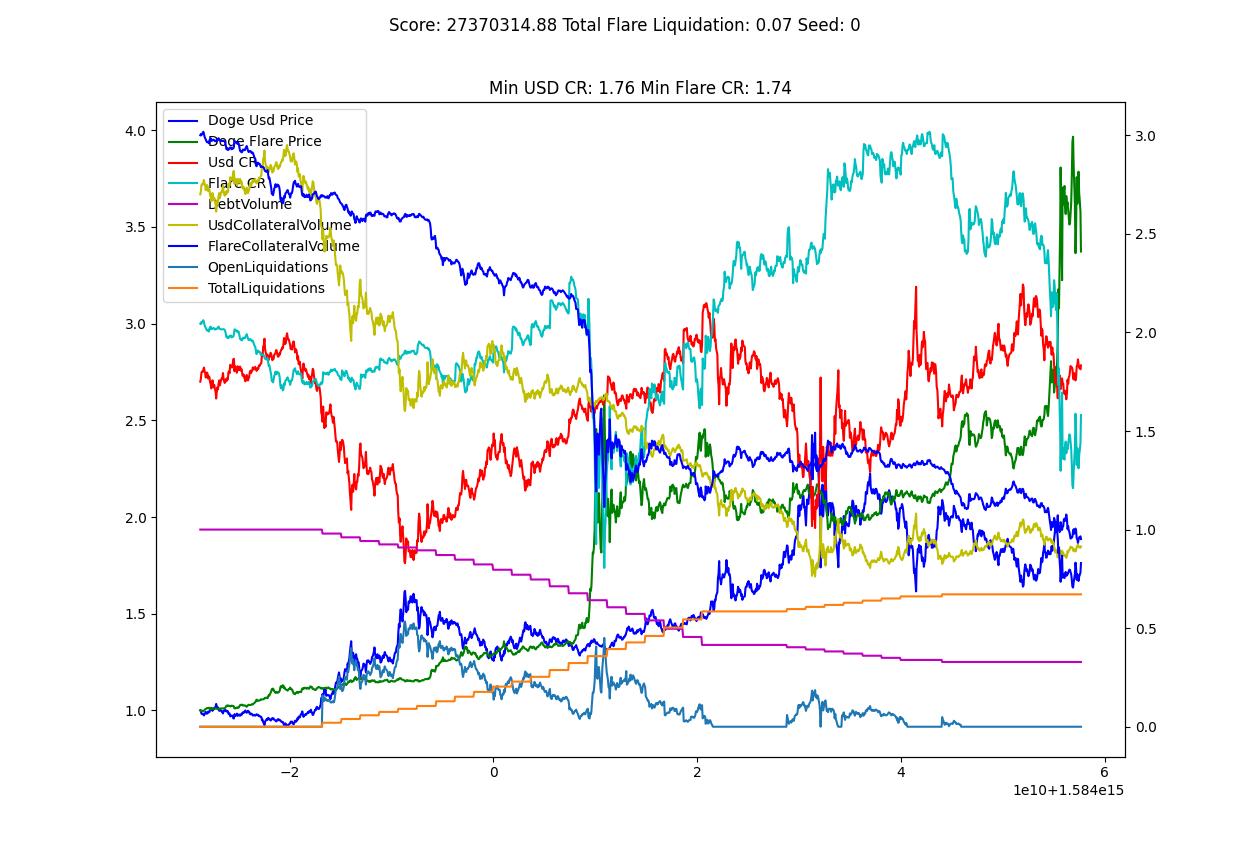 Score: 27370314.88 Total Flare Liquidation: 0.07 Seed: 0
Min USD CR: 1.76 Min Flare CR: 1.74
Doge Usd Price
Doge Flare Price
Usd CR
Flare CR
DebtVolume
UsdCollateralVolume
FlareCollateralVolume
OpenLiquidations
TotalLiquidations
4.0
3.5
3.0
2.5
2.0
1.5
1.0
3.0
2.5
2.0
1.5
1.0
0.5
0.0
−2
0
2
4
6
1e10+1.584e15